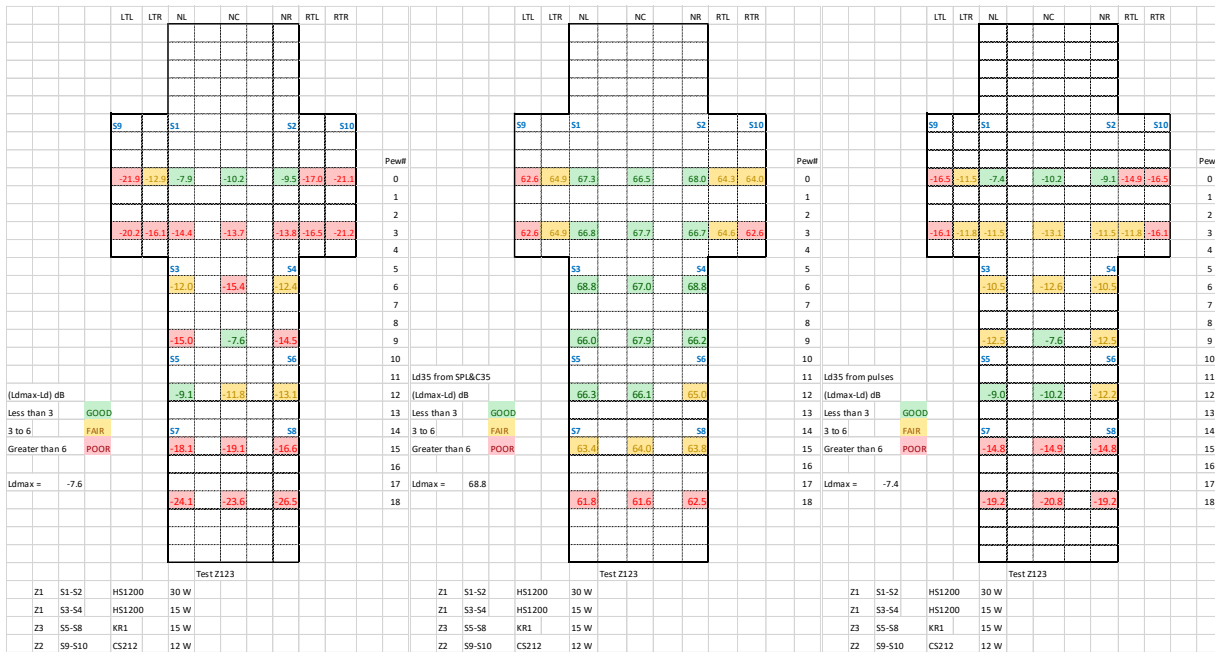 LTL LTR NL NC NR RTL RTR LTL LTR NL NC NR RTL RTR LTL LTR NL NC NR RTL RTR
S9 S1 S2 S10 S9 S1 S2 S10 S9 S1 S2 S10
Pew# Pew# Pew
-21.9 -12.9 -7.9 -10.2 -9.5 -17.0 -21.1 0 62.6 64.9 67.3 66.5 68.0 64.3 64.0 0 -16.5 -11.5 -7.4 -10.2 -9.1 -14.9 -16.5 0
1 1 1
2 2 2
-20.2 -16.1 -14.4 -13.7 -13.8 -16.5 -21.2 3 62.6 64.9 66.8 67.7 66.7 64.6 62.6 3 -16.1 -11.8 -11.5 -13.1 -11.5 -11.8 -16.1 3
4 4 4
S3 S4 5 S3 S4 5 S3 S4 5
-12.0 -15.4 -12.4 6 68.8 67.0 68.8 6 -10.5 -12.6 -10.5 6
7 7 7
8 8 8
-15.0 -7.6 -14.5 9 66.0 67.9 66.2 9 -12.5 -7.6 -12.5 9
S5 S6 10 S5 S6 10 S5 S6 10
11 Ld35 from SPL&C35 11 Ld35 from pulses 11
(Ldmax-Ld) dB -9.1 -11.8 -13.1 12 (Ldmax-Ld) dB 66.3 66.1 65.0 12 (Ldmax-Ld) dB -9.0 -10.2 -12.2 12
Less than 3 GOOD 13 Less than 3 GOOD 13 Less than 3 GOOD 13
3 to 6 FAIR S7 S8 14 3 to 6 FAIR S7 S8 14 3 to 6 FAIR S7 S8 14
Greater than 6 POOR -18.1 -19.1 -16.6 15 Greater than 6 POOR 63.4 64.0 63.8 15 Greater than 6 POOR -14.8 -14.9 -14.8 15
16 16 16
Ldmax = -7.6 17 Ldmax = 68.8 17 Ldmax = -7.4 17
-24.1 -23.6 -26.5 18 61.8 61.6 62.5 18 -19.2 -20.8 -19.2 18
Test Z123 Test Z123 Test Z123
Z1 S1-S2 HS1200 30 W Z1 S1-S2 HS1200 30 W Z1 S1-S2 HS1200 30 W
Z1 S3-S4 HS1200 15 W Z1 S3-S4 HS1200 15 W Z1 S3-S4 HS1200 15 W
Z3 S5-S8 KR1 15 W Z3 S5-S8 KR1 15 W Z3 S5-S8 KR1 15 W
Z2 S9-S10 CS212 12 W Z2 S9-S10 CS212 12 W Z2 S9-S10 CS212 12 W